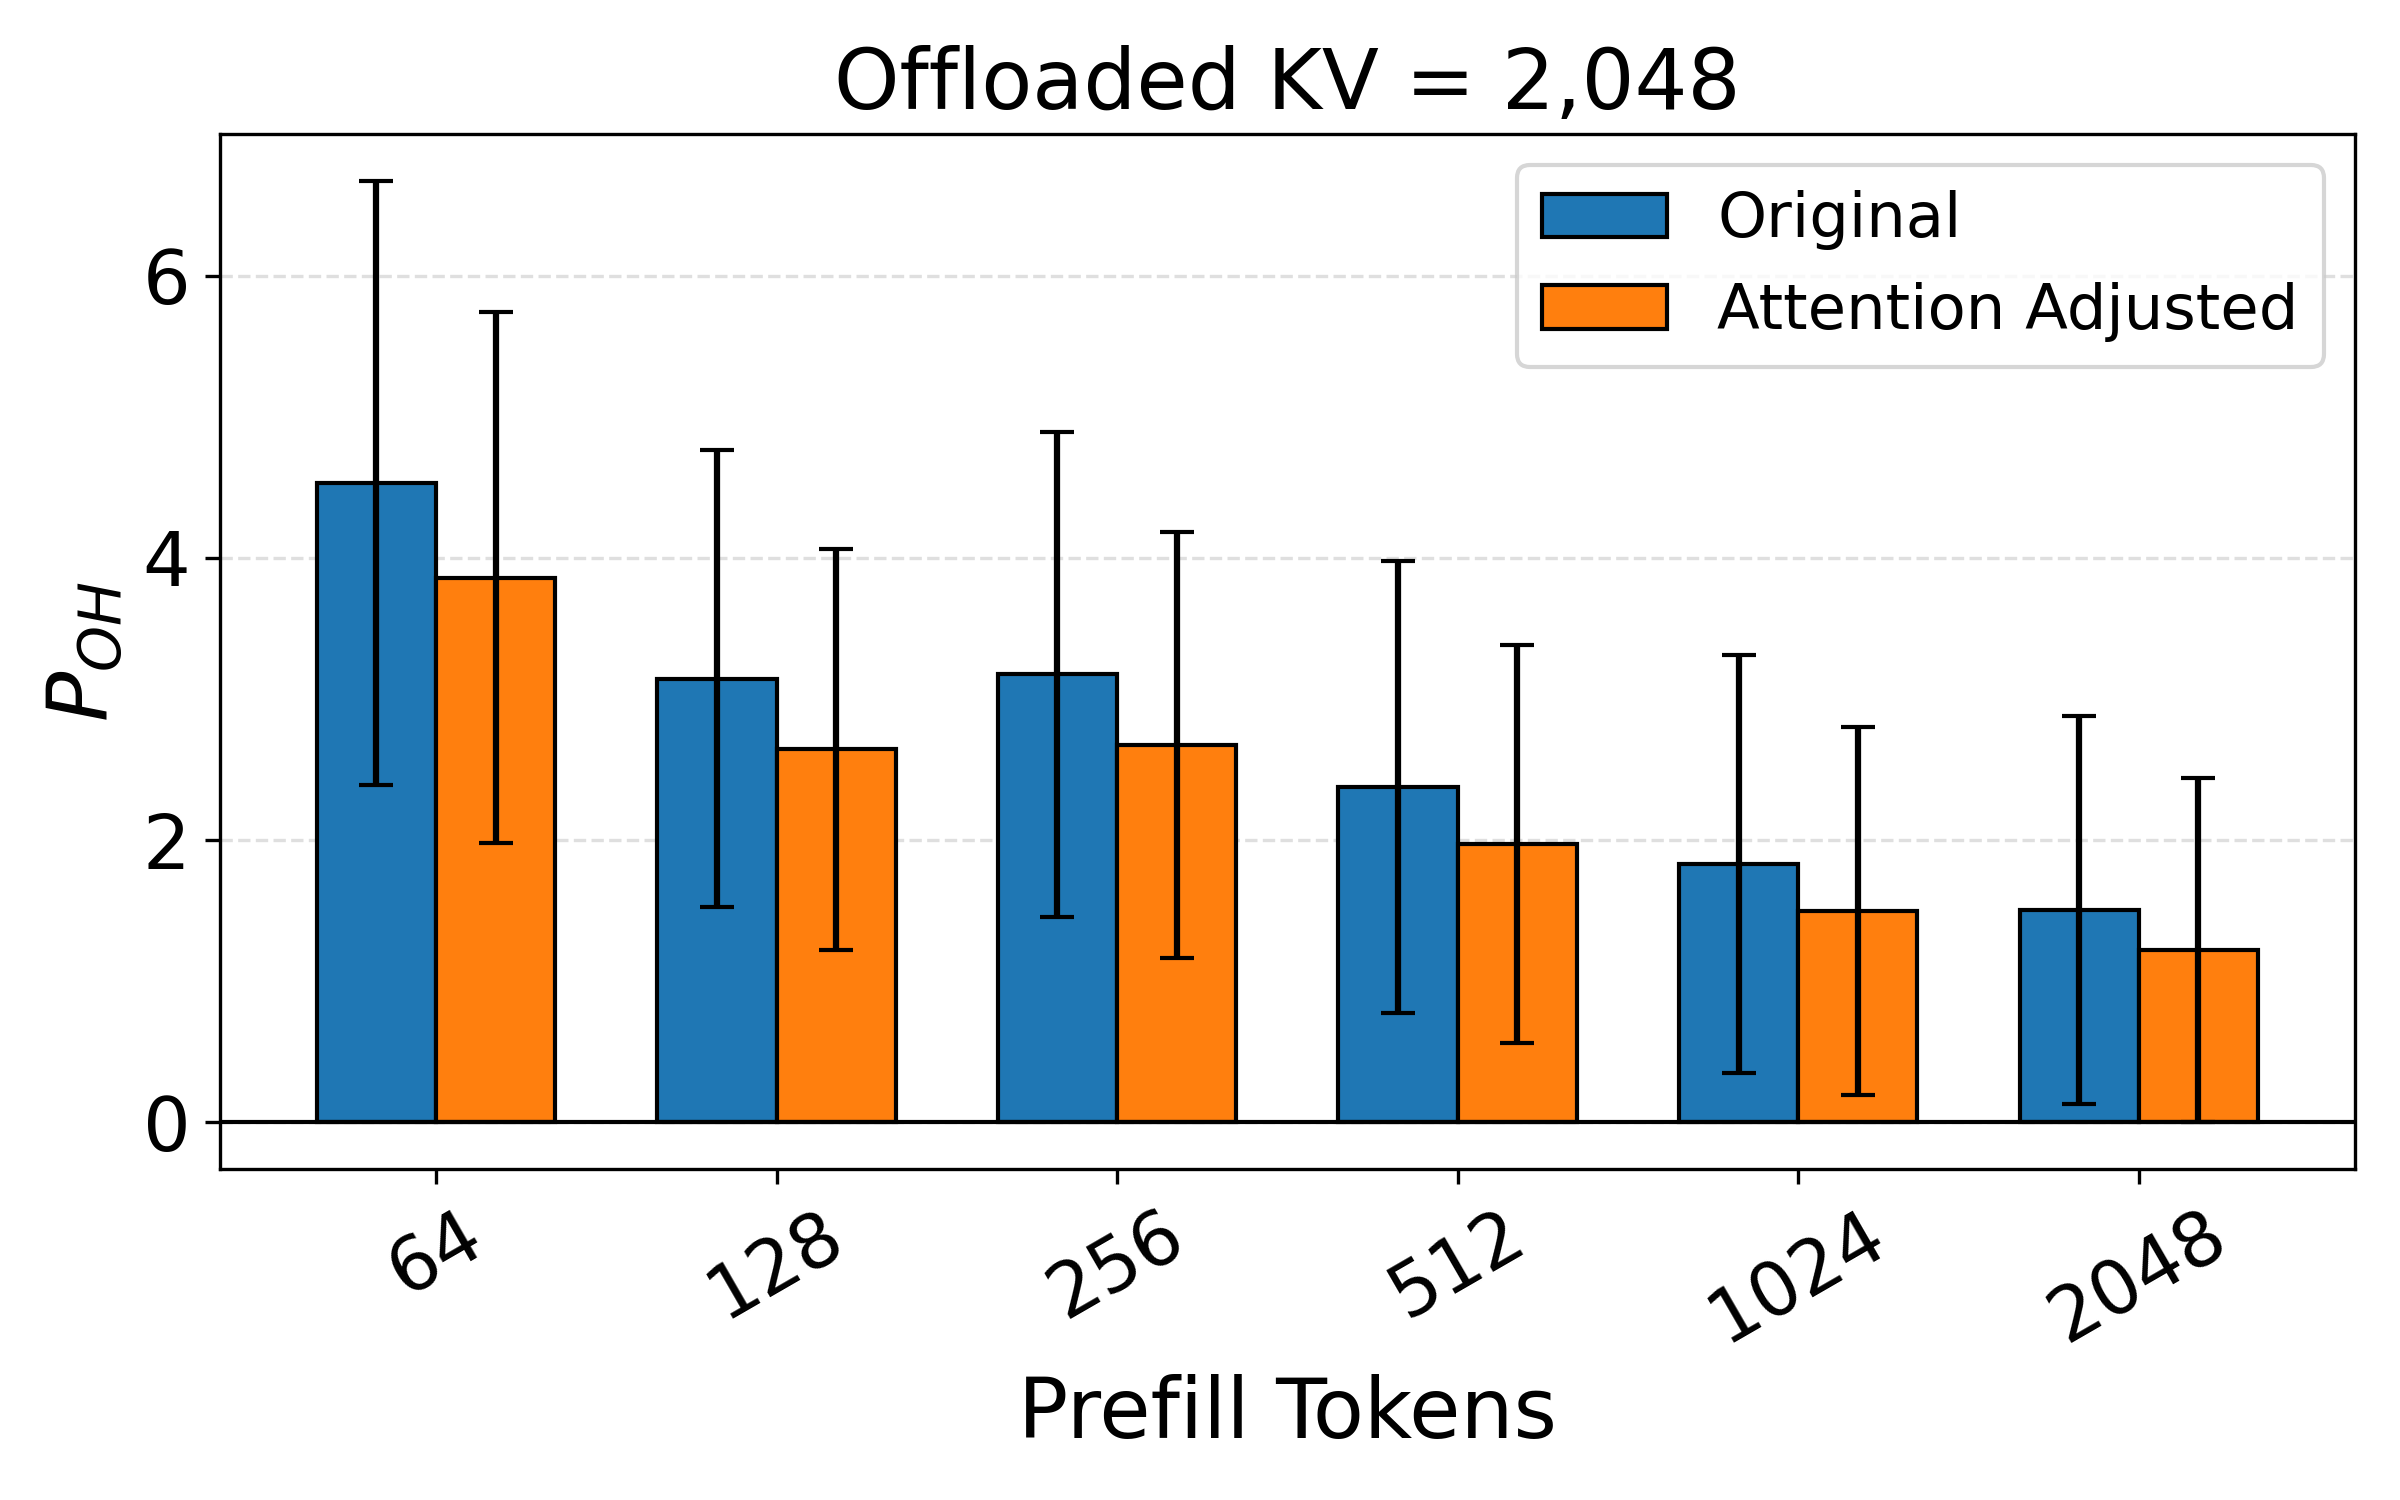 Offloaded KV = 2,048
Original
Attention Adjusted
P_OH
6
4
2
0
64
128
256
512
1024
2048
Prefill Tokens